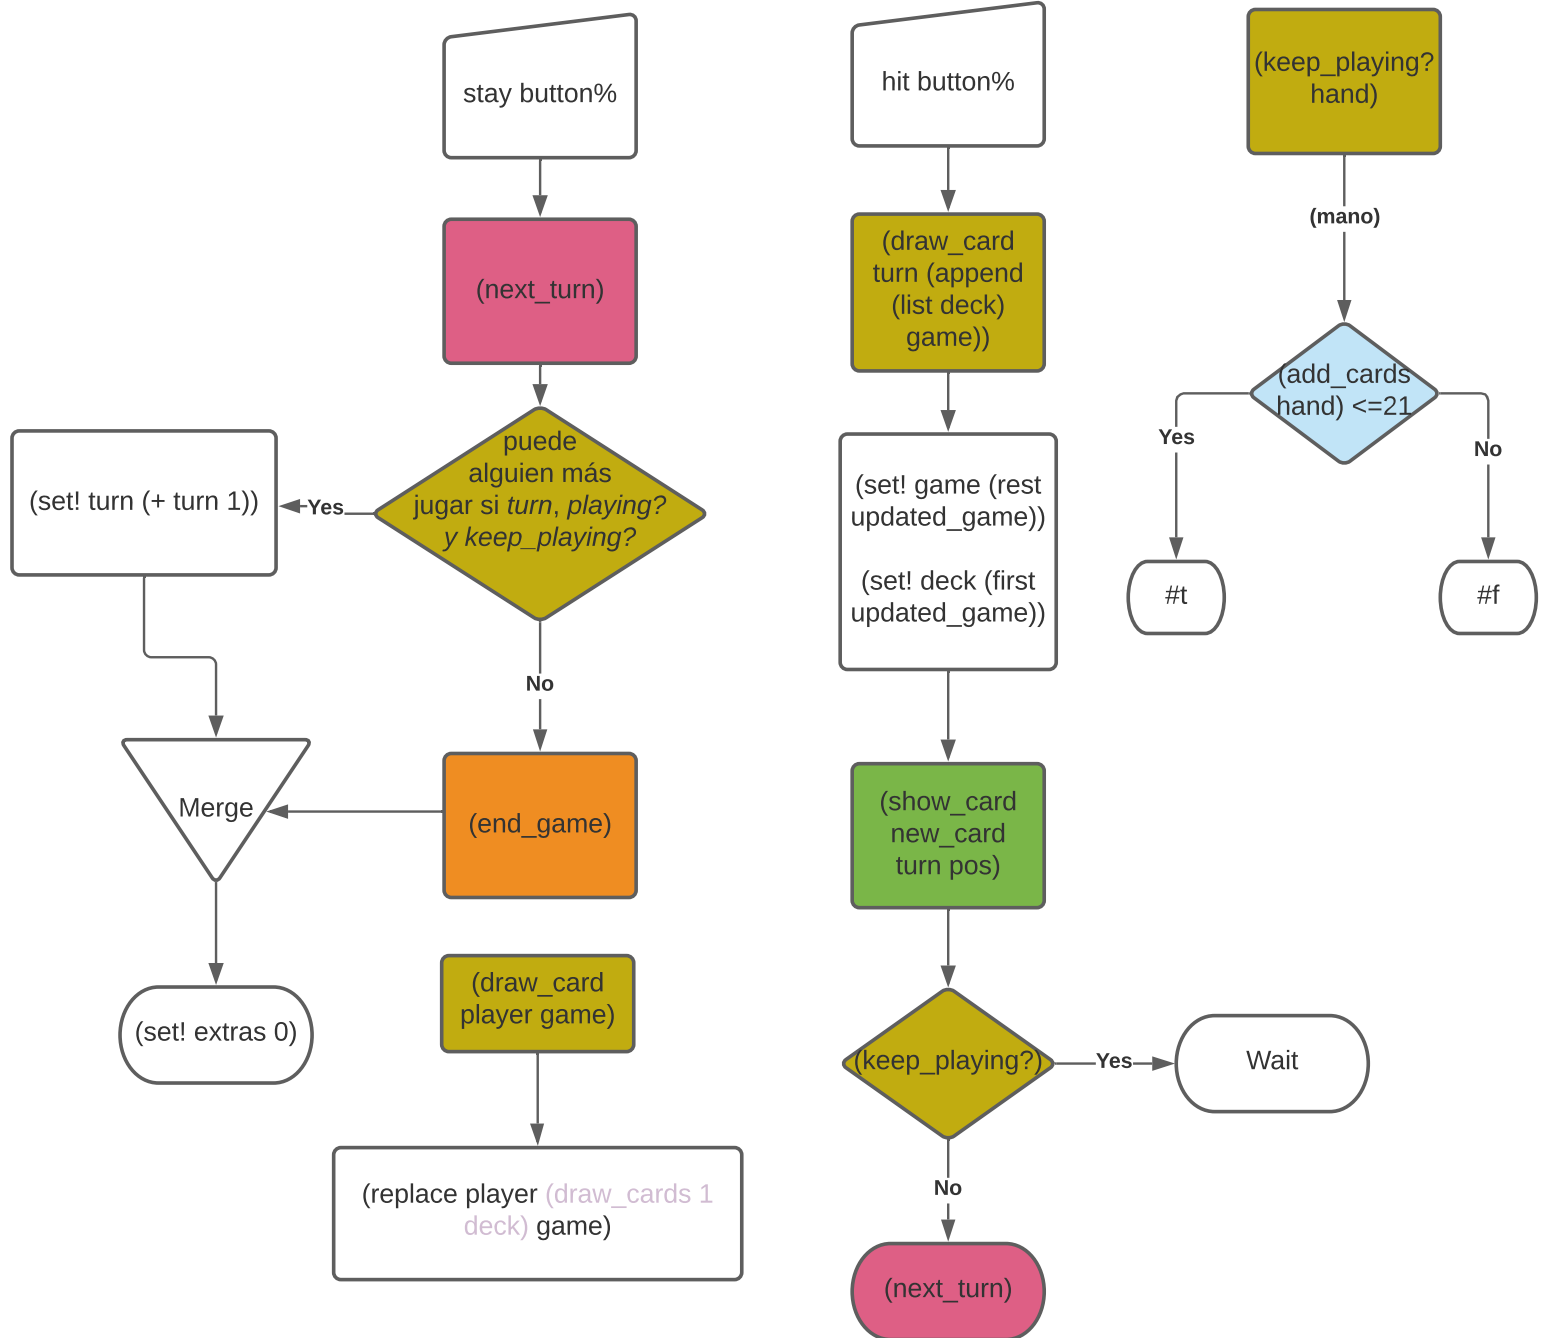 stay button%
(next_turn)
puede
alguien más
jugar si turn, playing?
y keep_playing?
Yes
(set! turn (+ turn 1))
No
(end_game)
Merge
(set! extras 0)
(draw_card
player game)
(replace player (draw_cards 1
deck) game)
hit button%
(draw_card
turn (append
(list deck)
game))
(set! game (rest
updated_game))
(set! deck (first
updated_game))
(show_card
new_card
turn pos)
(keep_playing?)
Yes
Wait
No
(next_turn)
(keep_playing?
hand)
(mano)
(add_cards
hand) <=21
Yes
#t
No
#f